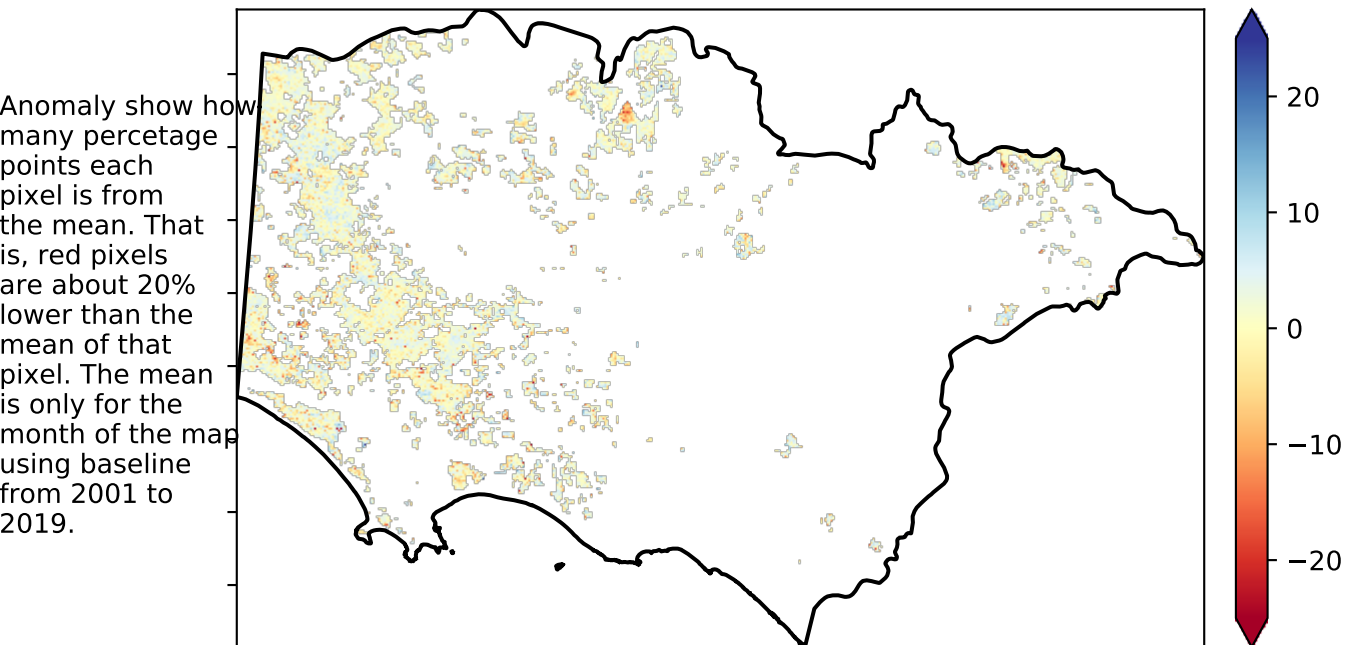 Anomaly show how
many percetage
points each
pixel is from
the mean. That
is, red pixels
are about 20%
lower than the
mean of that
pixel. The mean
is only for the
month of the map
using baseline
from 2001 to
2019.
20
10
0
−10
−20